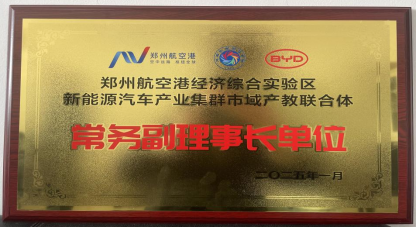 郑州航空港 BYD
郑州航空港经济综合实验区
新能源汽车产业集群市域产教联合体
常务副理事长单位
二〇二五年一月